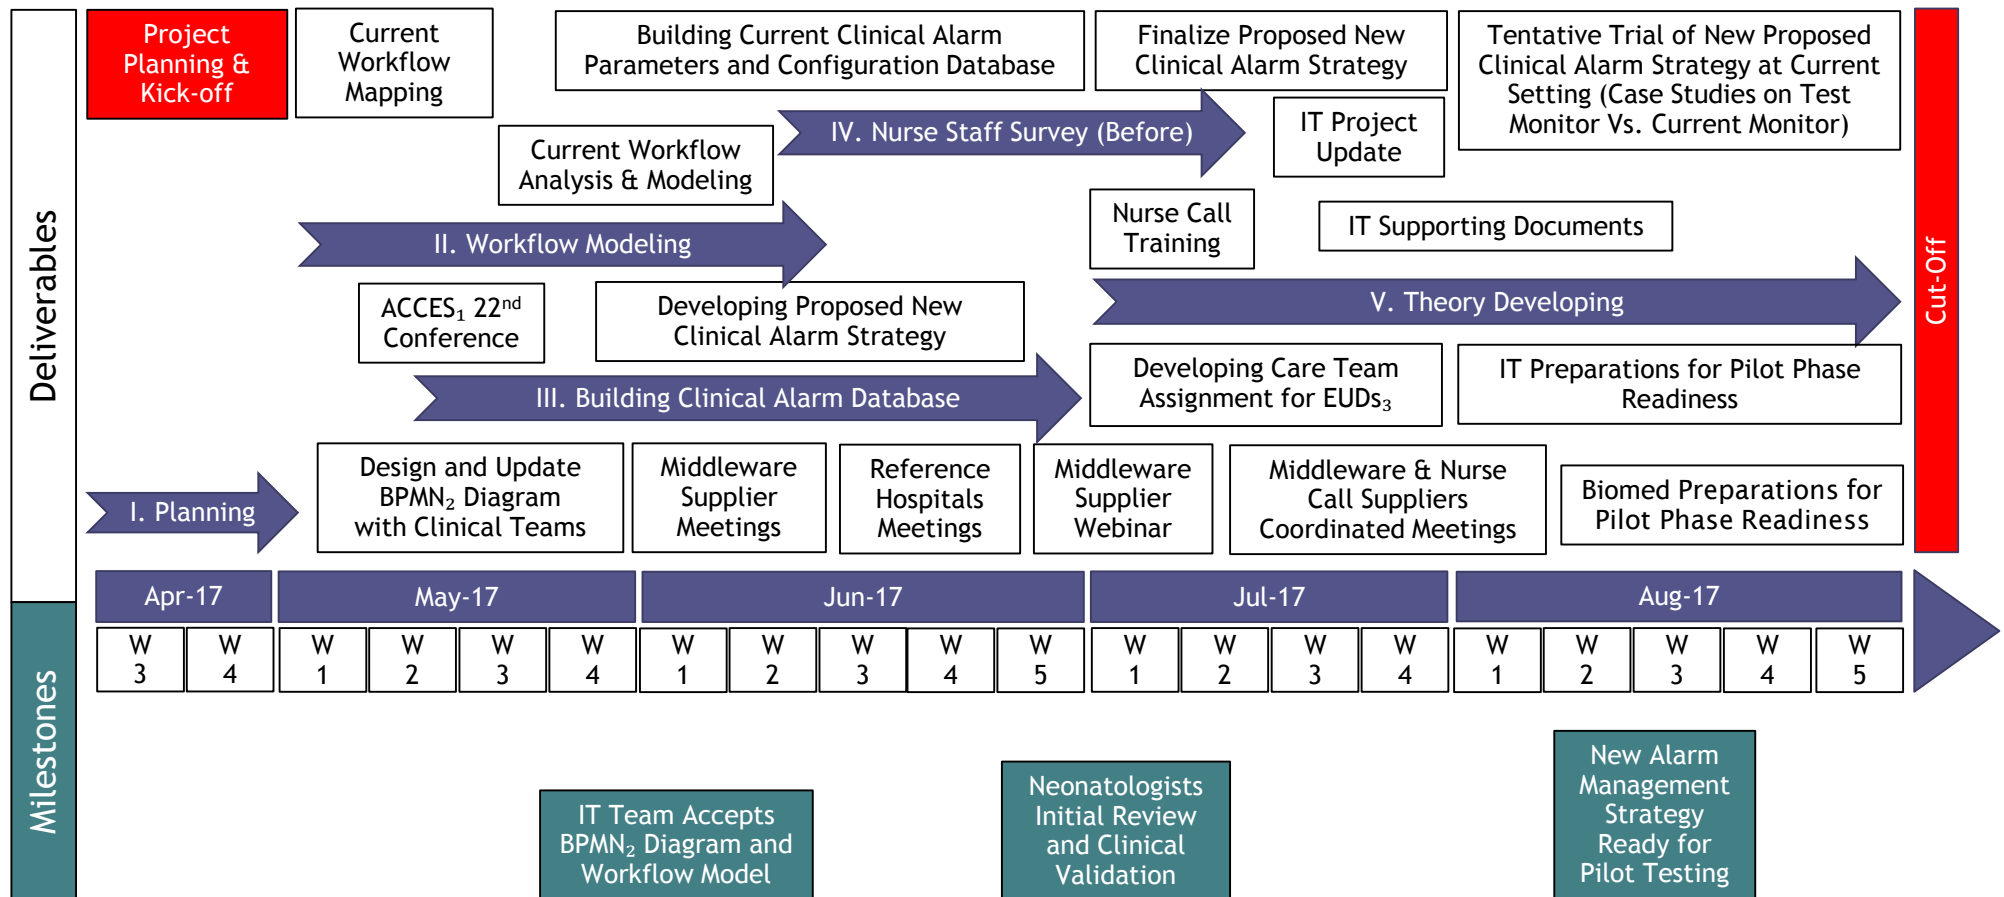 Deliverables
Project
Planning &
Kick-off
Current
Workflow
Mapping
Building Current Clinical Alarm
Parameters and Configuration Database
Finalize Proposed New
Clinical Alarm Strategy
Tentative Trial of New Proposed
Clinical Alarm Strategy at Current
Setting (Case Studies on Test
Monitor Vs. Current Monitor)
Current Workflow
Analysis & Modeling
IV. Nurse Staff Survey (Before)
IT Project
Update
II. Workflow Modeling
Nurse Call
Training
IT Supporting Documents
ACCES₁ 22nd
Conference
Developing Proposed New
Clinical Alarm Strategy
V. Theory Developing
III. Building Clinical Alarm Database
Developing Care Team
Assignment for EUDs₃
IT Preparations for Pilot Phase
Readiness
I. Planning
Design and Update
BPMN₂ Diagram
with Clinical Teams
Middleware
Supplier
Meetings
Reference
Hospitals
Meetings
Middleware
Supplier
Webinar
Middleware & Nurse
Call Suppliers
Coordinated Meetings
Biomed Preparations for
Pilot Phase Readiness
Cut-Off
Apr-17 May-17 Jun-17 Jul-17 Aug-17
W W W W W W W W W W W W W W W W W W W W
3 4 1 2 3 4 1 2 3 4 5 1 2 3 4 1 2 3 4 5
Milestones
IT Team Accepts
BPMN₂ Diagram and
Workflow Model
Neonatologists
Initial Review
and Clinical
Validation
New Alarm
Management
Strategy
Ready for
Pilot Testing